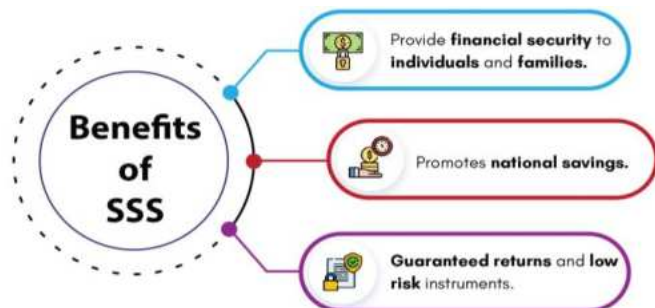 Benefits
of
SSS
Provide financial security to
individuals and families.
Promotes national savings.
Guaranteed returns and low
risk instruments.